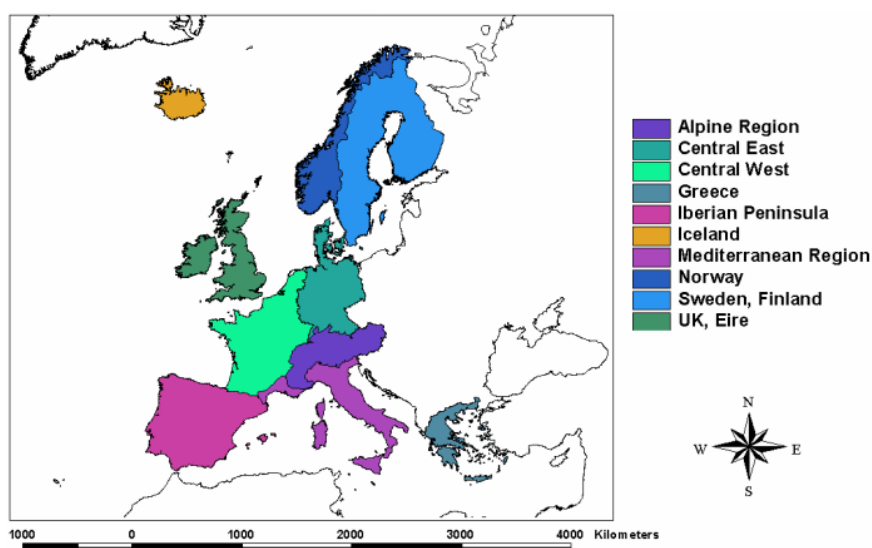 Alpine Region
Central East
Central West
Greece
Iberian Peninsula
Iceland
Mediterranean Region
Norway
Sweden, Finland
UK, Eire
N
W E
S
1000 0 1000 2000 3000 4000 Kilometers